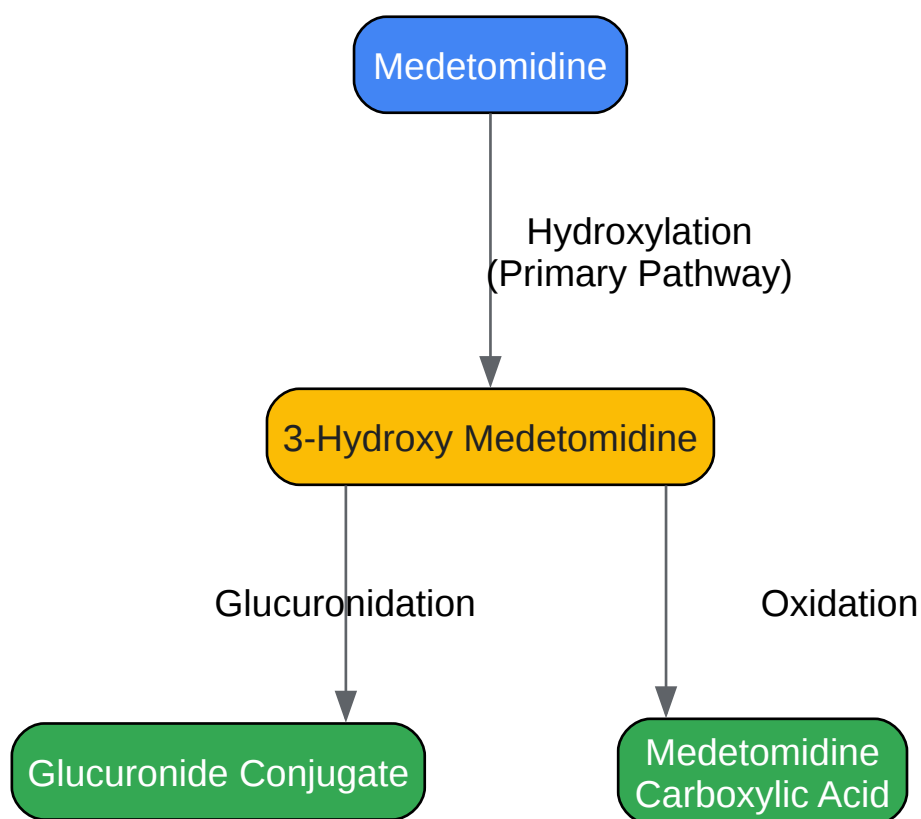 Medetomidine
Hydroxylation
(Primary Pathway)
3-Hydroxy Medetomidine
Glucuronidation
Oxidation
Glucuronide Conjugate
Medetomidine
Carboxylic Acid